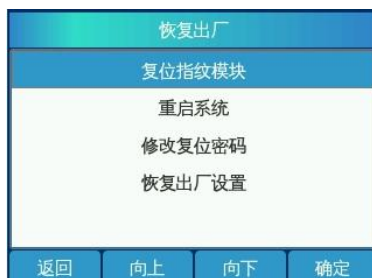 恢复出厂
复位指纹模块
重启系统
修改复位密码
恢复出厂设置
返回 向上 向下 确定